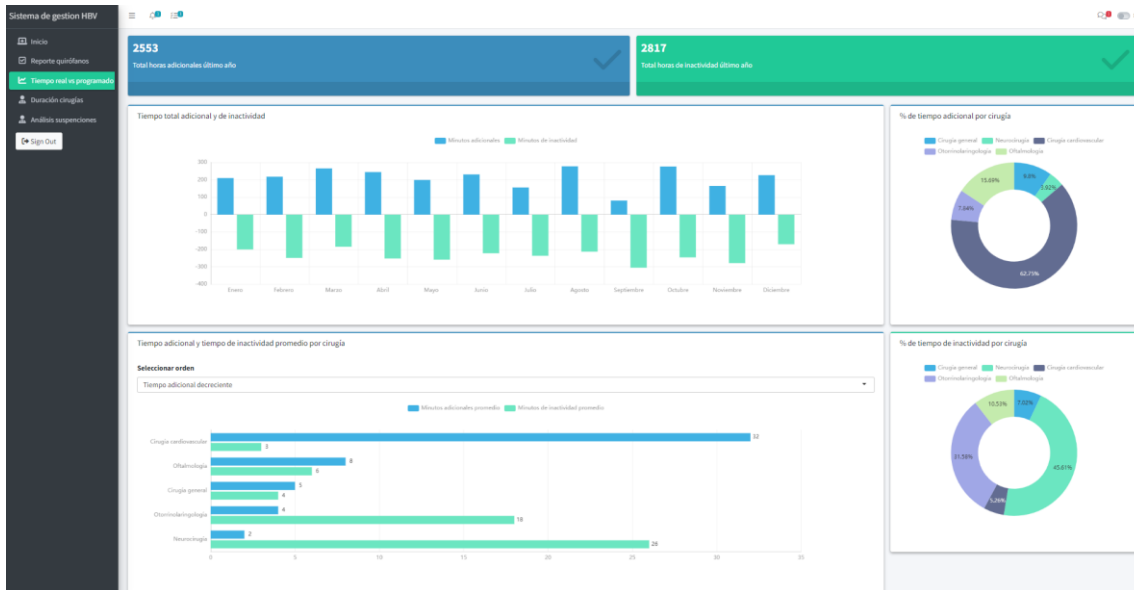 Sistema de gestion HBV
Inicio
Reporte quirófanos
Tiempo real vs programado
Duración cirugías
Análisis suspenciones
Sign Out
2553
Total horas adicionales último año
2817
Total horas de inactividad último año
Tiempo total adicional y de inactividad
Minutos adicionales Minutos de inactividad
300
200
100
0
-100
-200
-300
-400
Enero Febrero Marzo Abril Mayo Junio Julio Agosto Septiembre Octubre Noviembre Diciembre
% de tiempo adicional por cirugía
Cirugía general Neurocirugía Cirugía cardiovascular
Otorrinolaringología Oftalmología
9.8%
3.92%
62.75%
7.84%
15.69%
Tiempo adicional y tiempo de inactividad promedio por cirugía
Seleccionar orden
Tiempo adicional decreciente
Minutos adicionales promedio Minutos de inactividad promedio
Cirugía cardiovascular 32
3
Oftalmología 8
6
Cirugía general 5
4
Otorrinolaringología 4
18
Neurocirugía 2
26
0 5 10 15 20 25 30 35
% de tiempo de inactividad por cirugía
Cirugía general Neurocirugía Cirugía cardiovascular
Otorrinolaringología Oftalmología
7.02%
45.61%
5.26%
31.58%
10.53%